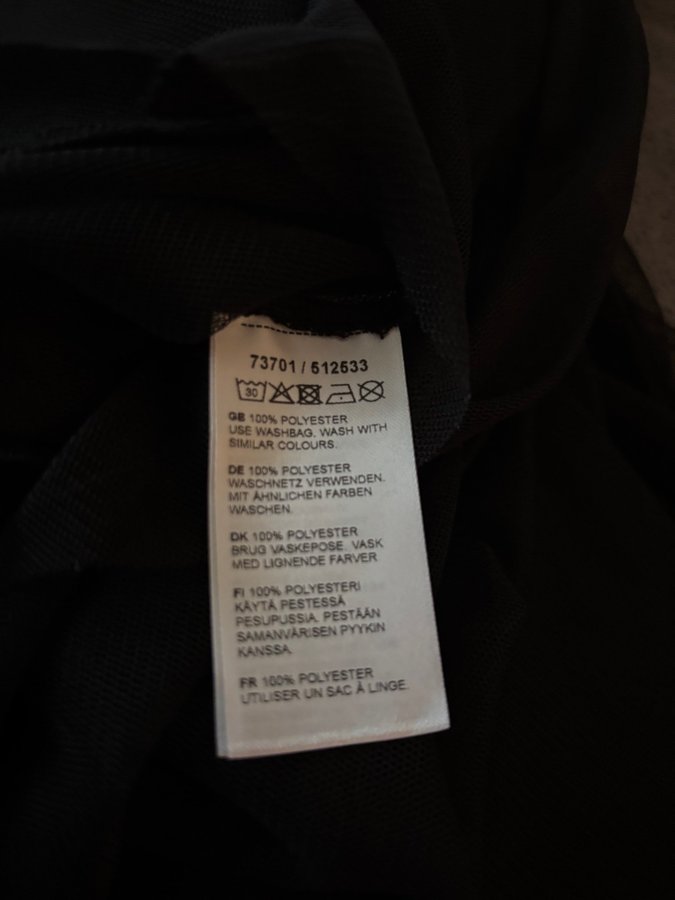 73701 / 612633
30
GB 100% POLYESTER
USE WASHBAG. WASH WITH
SIMILAR COLOURS.
DE 100% POLYESTER
WASCHNETZ VERWENDEN.
MIT ÄHNLICHEN FARBEN
WASCHEN.
DK 100% POLYESTER
BRUG VASKEPOSE. VASK
MED LIGNENDE FARVER
FI 100% POLYESTERI
KÄYTÄ PESTESSÄ
PESUPUSSIA. PESTÄÄN
SAMANVÄRISEN PYYKIN
KANSSA.
FR 100% POLYESTER
UTILISER UN SAC À LINGE.